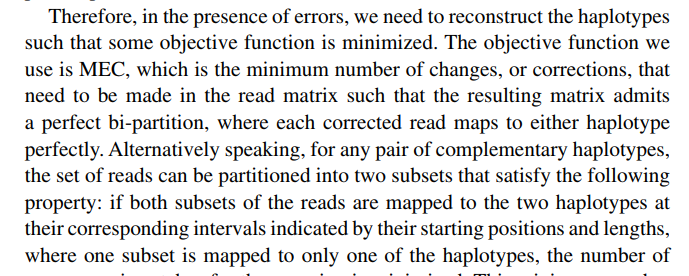 Therefore, in the presence of errors, we need to reconstruct the haplotypes
such that some objective function is minimized. The objective function we
use is MEC, which is the minimum number of changes, or corrections, that
need to be made in the read matrix such that the resulting matrix admits
a perfect bi-partition, where each corrected read maps to either haplotype
perfectly. Alternatively speaking, for any pair of complementary haplotypes,
the set of reads can be partitioned into two subsets that satisfy the following
property: if both subsets of the reads are mapped to the two haplotypes at
their corresponding intervals indicated by their starting positions and lengths,
where one subset is mapped to only one of the haplotypes, the number of